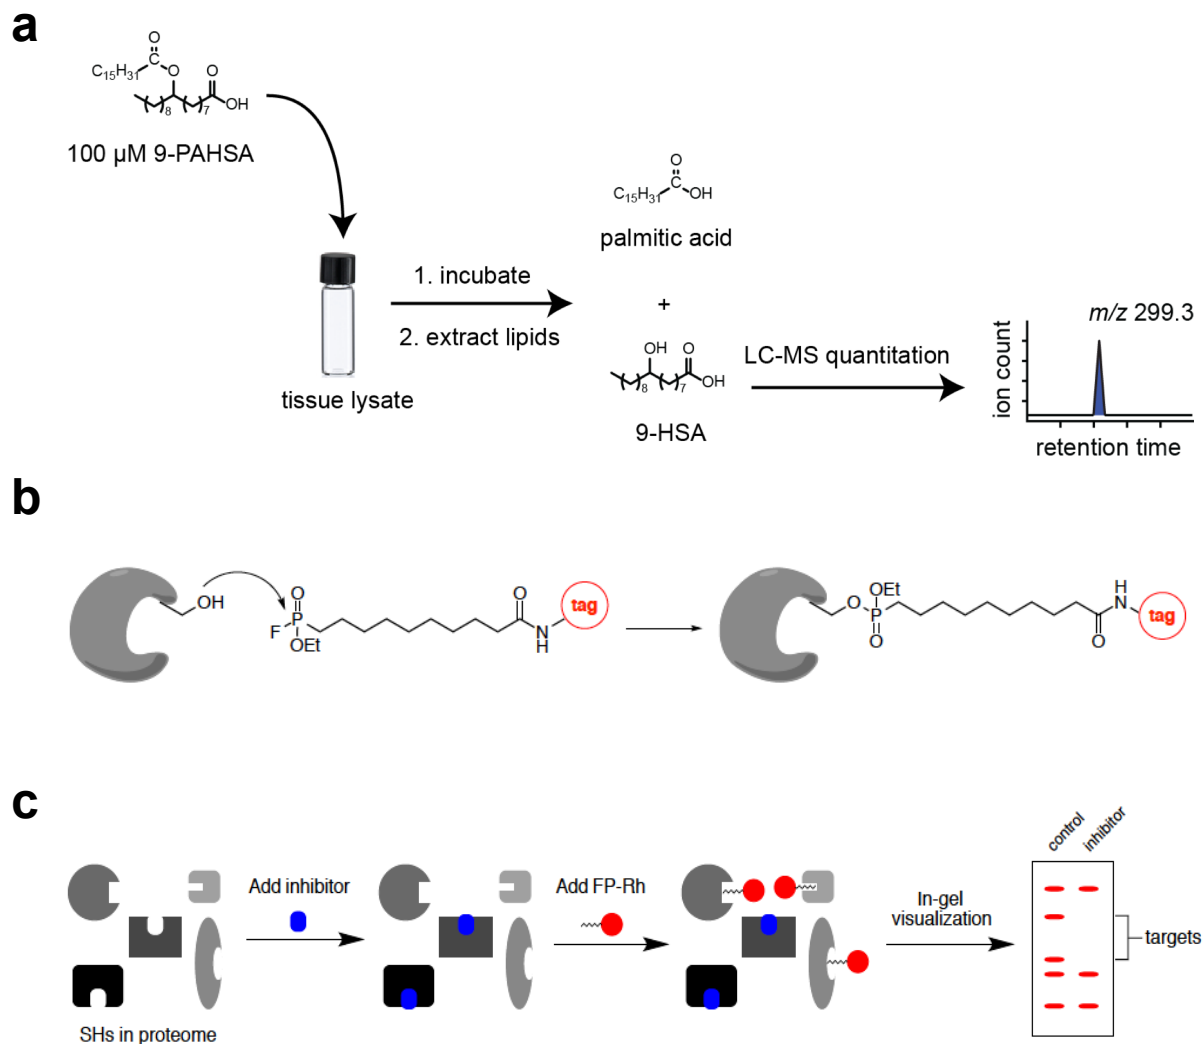 a
O
C
C15H31
O
O
OH
8
7
100 µM 9-PAHSA
tissue lysate
1. incubate
2. extract lipids
O
C
C15H31
OH
palmitic acid
+
OH
O
8
7
OH
9-HSA
LC-MS quantitation
m/z 299.3
ion count
retention time
b
OH
O
F
P
OEt
O
N
H
tag
O
OEt
P
O
O
H
N
tag
c
Add inhibitor
Add FP-Rh
In-gel
visualization
control
inhibitor
targets
SHs in proteome